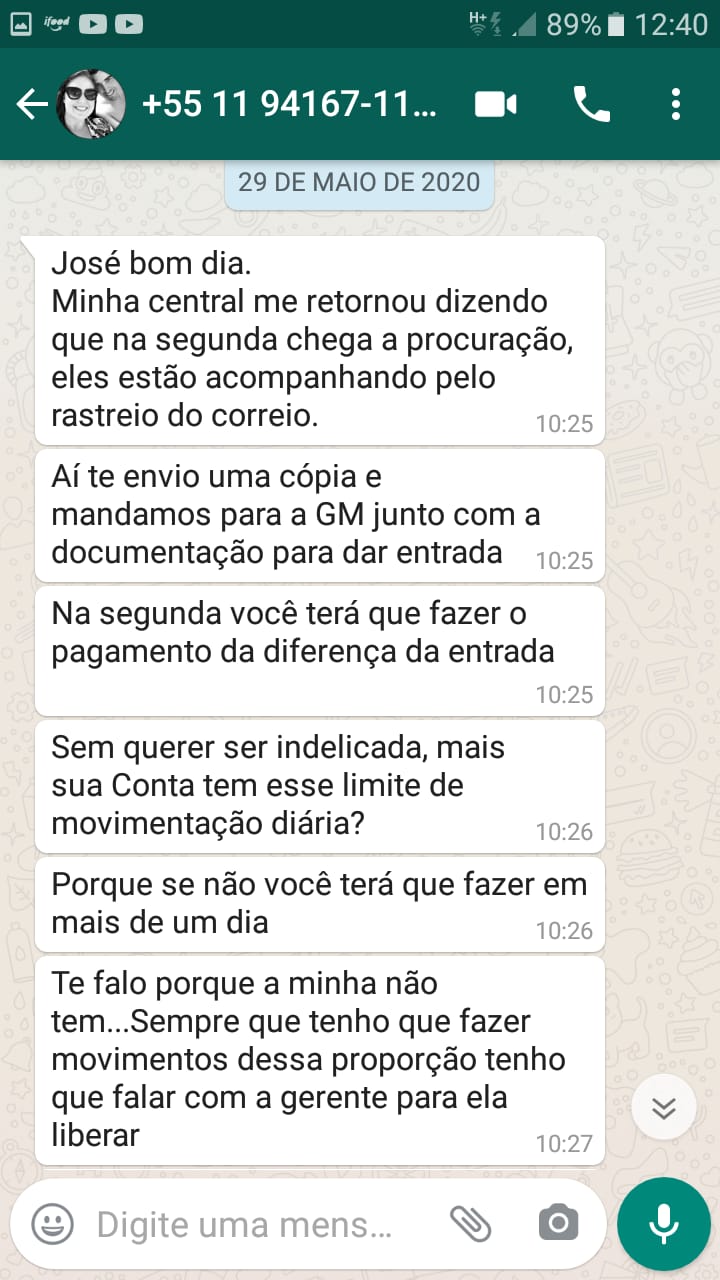 ifood
H+
89%
12:40
+55 11 94167-11...
29 DE MAIO DE 2020
José bom dia.
Minha central me retornou dizendo
que na segunda chega a procuração,
eles estão acompanhando pelo
rastreio do correio.
10:25
Aí te envio uma cópia e
mandamos para a GM junto com a
documentação para dar entrada
10:25
Na segunda você terá que fazer o
pagamento da diferença da entrada
10:25
Sem querer ser indelicada, mais
sua Conta tem esse limite de
movimentação diária?
10:26
Porque se não você terá que fazer em
mais de um dia
10:26
Te falo porque a minha não
tem...Sempre que tenho que fazer
movimentos dessa proporção tenho
que falar com a gerente para ela
liberar
10:27
Digite uma mens...